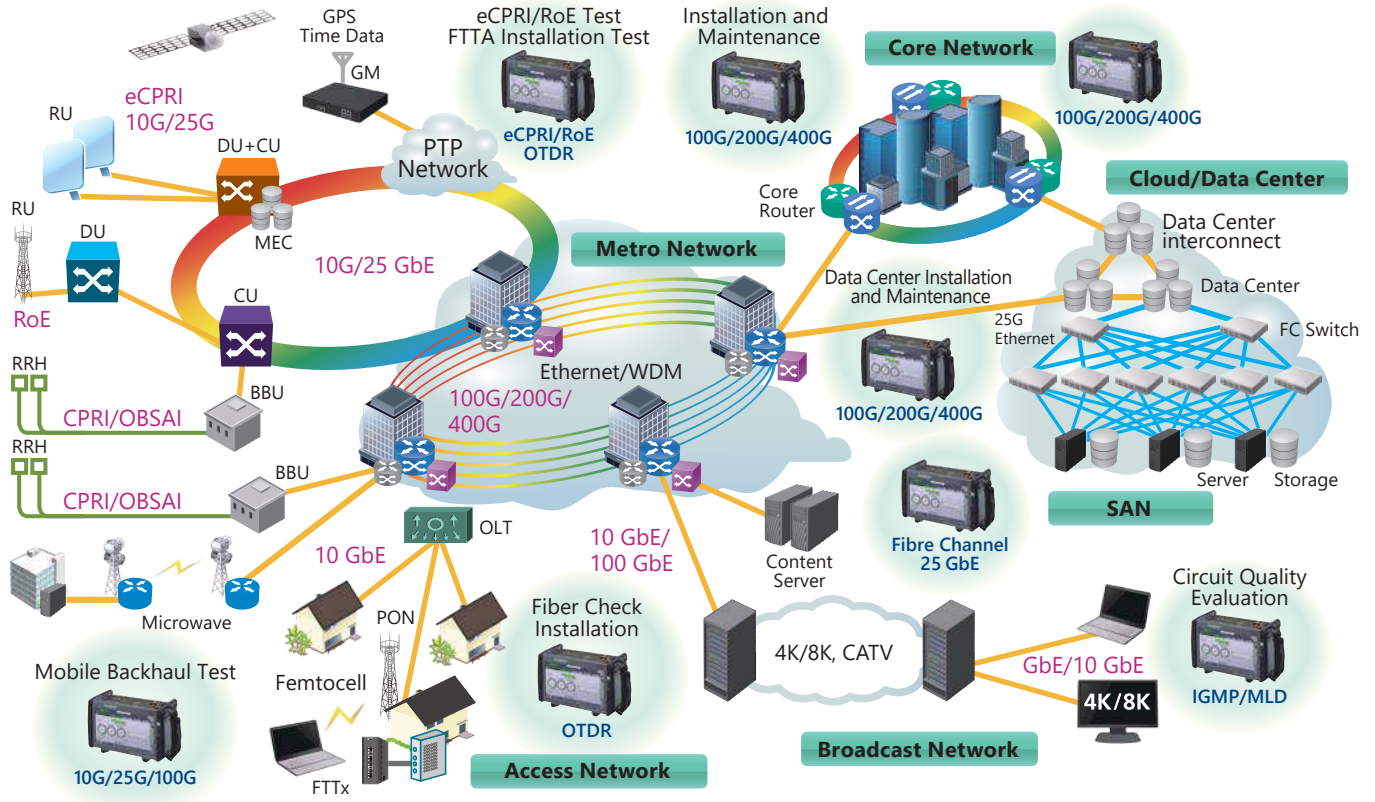 GPS
Time Data
GM
eCPRI/RoE Test
FTTA Installation Test
eCPRI/RoE
OTDR
Installation and
Maintenance
100G/200G/400G
Core Network
100G/200G/400G
RU
eCPRI
10G/25G
DU+CU
MEC
PTP
Network
RU
DU
RoE
CU
10G/25 GbE
Metro Network
Core
Router
Cloud/Data Center
Data Center
interconnect
Data Center
Data Center Installation
and Maintenance
100G/200G/400G
25G
Ethernet
FC Switch
Ethernet/WDM
100G/200G/
400G
RRH
CPRI/OBSAI
BBU
RRH
CPRI/OBSAI
BBU
Server
Storage
SAN
Fibre Channel
25 GbE
OLT
10 GbE
10 GbE/
100 GbE
Content
Server
Microwave
Mobile Backhaul Test
10G/25G/100G
PON
Femtocell
FTTx
Fiber Check
Installation
OTDR
Access Network
4K/8K, CATV
Broadcast Network
GbE/10 GbE
4K/8K
Circuit Quality
Evaluation
IGMP/MLD